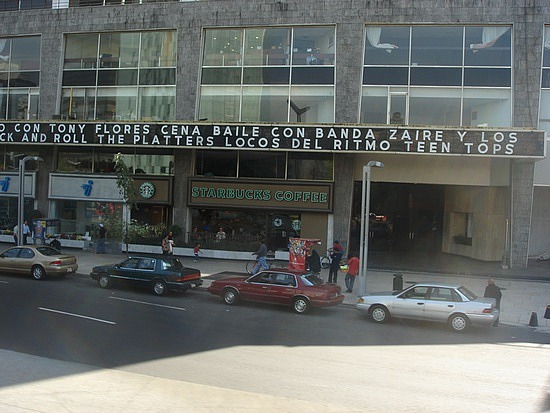 O CON TONY FLORES CENA BAILE CON BANDA ZAIRE Y LOS
CK AND ROLL THE PLATTERS LOCOS DEL RITMO TEEN TOPS
STARBUCKS COFFEE